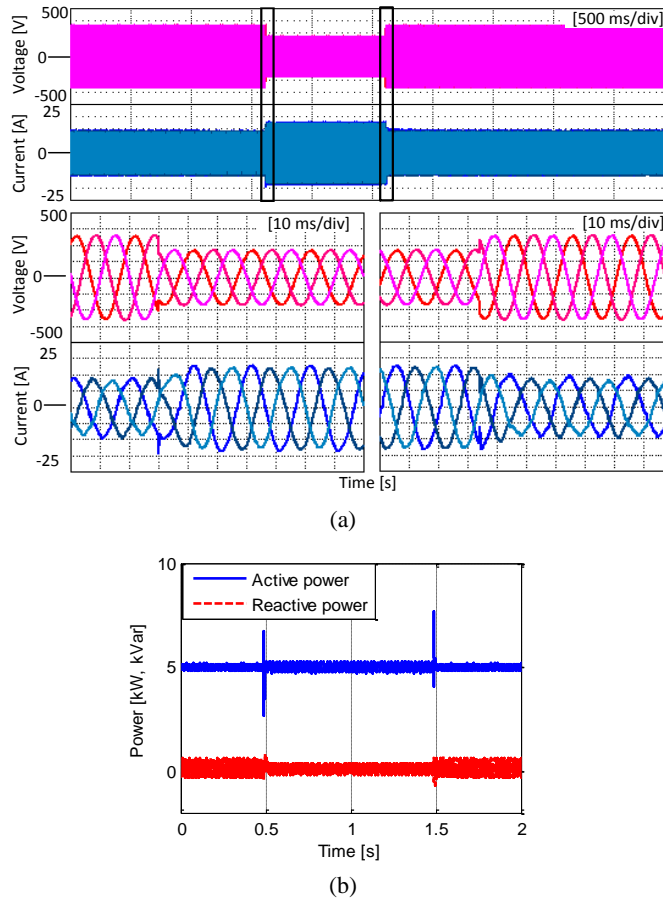 500
[500 ms/div]
Voltage [V]
0
-500
25
Current [A]
0
-25
500
[10 ms/div]
[10 ms/div]
Voltage [V]
0
-500
25
Current [A]
0
-25
Time [s]
(a)
10
Active power
Reactive power
Power [kW, kVar]
5
0
0
0.5
1
1.5
2
Time [s]
(b)